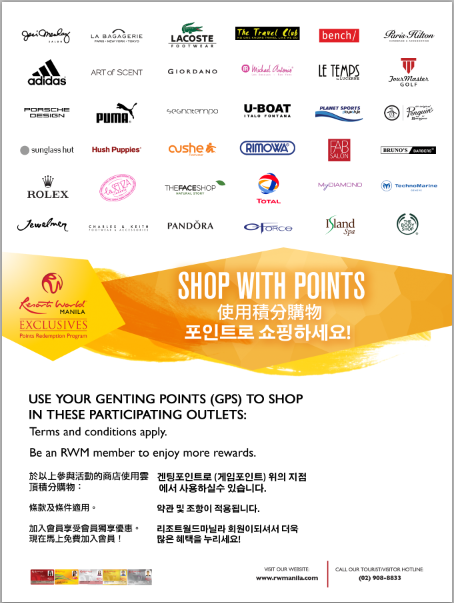 Jeri Mearley
SALON
LA BAGAGERIE
PARIS • NEW YORK • TOKYO
LACOSTE
FOOTWEAR
The Travel Club
bench/
Paris Hilton
adidas
ART of SCENT
GIORDANO
Michael Antonio
LE TEMPS
TOURMASTER
GOLF
PORSCHE
DESIGN
PUMA
segnotempo
U-BOAT
ITALO FONTANA
PLANET SPORTS
Penguin
sunglass hut
Hush Puppies
cushe
RIMOWA
FAB
SALON
BRUNO'S
BARBERS
ROLEX
THEFACESHOP
NATURAL STORY
TOTAL
MyDIAMOND
TechnoMarine
Jewelmer
CHARLES & KEITH
PANDORA
OFORCE
Island
Spa
THE BODY SHOP
Resorts World
MANILA
EXCLUSIVES
Points Redemption Program
SHOP WITH POINTS
使用積分購物
포인트로 쇼핑하세요!
USE YOUR GENTING POINTS (GPS) TO SHOP
IN THESE PARTICIPATING OUTLETS:
Terms and conditions apply.
Be an RWM member to enjoy more rewards.
於以上參與活動的商店使用雲
頂積分購物：
條款及條件適用。
加入會員享受會員獨享優惠。
現在馬上免費加入會員！
겐팅포인트로 (게임포인트) 위의 지점
에서 사용하실수 있습니다.
약관 및 조항이 적용됩니다.
리조트월드마닐라 회원이되셔서 더욱
많은 혜택을 누리세요!
VISIT OUR WEBSITE:
www.rwmanila.com
CALL OUR TOURIST/VISITOR HOTLINE:
(02) 908-8833